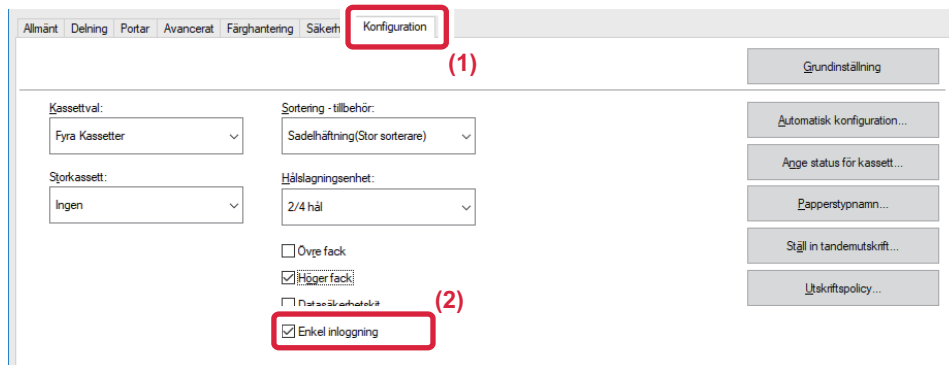 Allmänt Delning Portar Avancerat Färghantering Säkerh Konfiguration
(1)
Grundinställning
Kassettval:
Fyra Kassetter
Sortering - tillbehör:
Sadelhäftning(Stor sorterare)
Automatisk konfiguration...
Ange status för kassett...
Storkassett:
Ingen
Hålslagningsenhet:
2/4 hål
Papperstypnamn...
Ställ in tandemutskrift...
Utskriftspolicy...
Övre fack
Höger fack
Datasäkerhetskit
(2)
Enkel inloggning